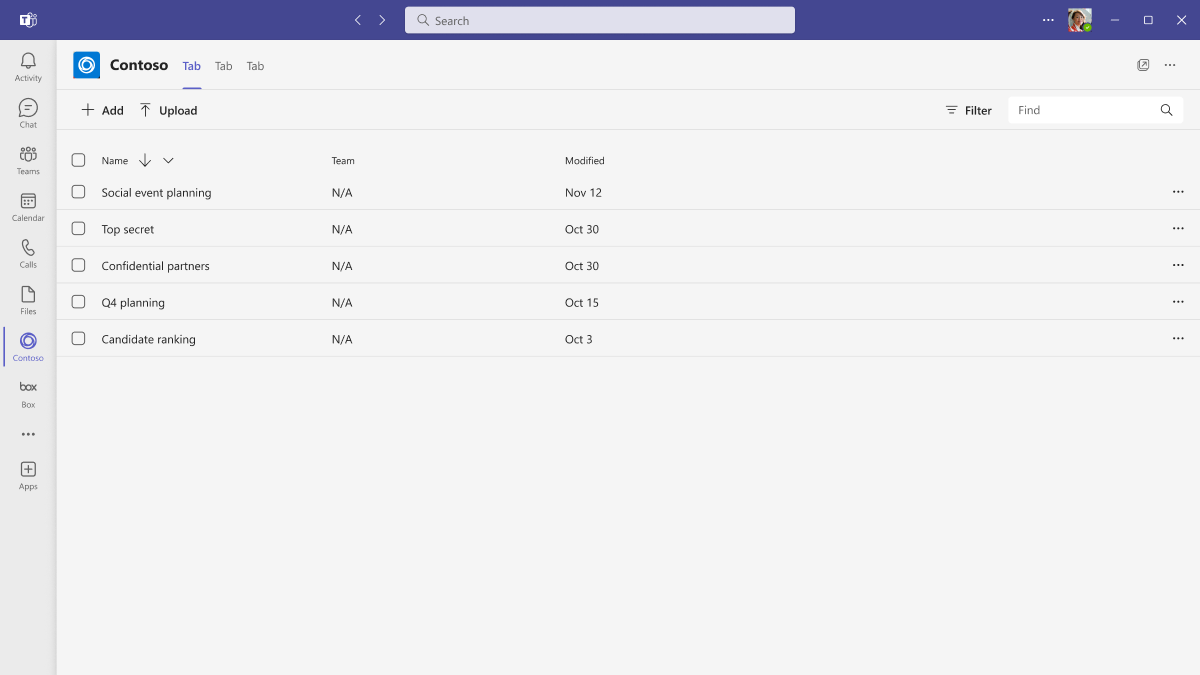 Search
Activity
Chat
Teams
Calendar
Calls
Files
Contoso
box
Box
Apps
Contoso Tab Tab Tab
Add Upload Filter Find
Name Team Modified
Social event planning N/A Nov 12
Top secret N/A Oct 30
Confidential partners N/A Oct 30
Q4 planning N/A Oct 15
Candidate ranking N/A Oct 3